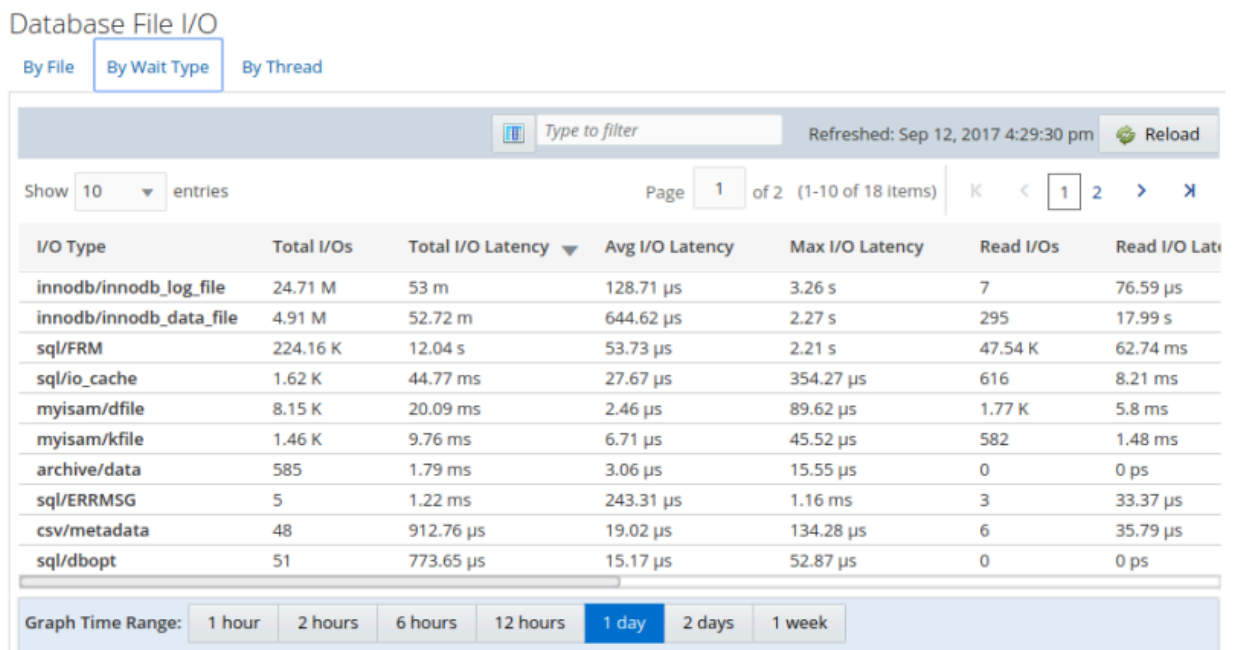 Database File I/O
By File By Wait Type By Thread
Type to filter Refreshed: Sep 12, 2017 4:29:30 pm Reload
Show 10 entries Page 1 of 2 (1-10 of 18 items) 1 2
I/O Type Total I/Os Total I/O Latency Avg I/O Latency Max I/O Latency Read I/Os Read I/O Late
innodb/innodb_log_file 24.71 M 53 m 128.71 µs 3.26 s 7 76.59 µs
innodb/innodb_data_file 4.91 M 52.72 m 644.62 µs 2.27 s 295 17.99 s
sql/FRM 224.16 K 12.04 s 53.73 µs 2.21 s 47.54 K 62.74 ms
sql/io_cache 1.62 K 44.77 ms 27.67 µs 354.27 µs 616 8.21 ms
myisam/dfile 8.15 K 20.09 ms 2.46 µs 89.62 µs 1.77 K 5.8 ms
myisam/kfile 1.46 K 9.76 ms 6.71 µs 45.52 µs 582 1.48 ms
archive/data 585 1.79 ms 3.06 µs 15.55 µs 0 0 ps
sql/ERRMSG 5 1.22 ms 243.31 µs 1.16 ms 3 33.37 µs
csv/metadata 48 912.76 µs 19.02 µs 134.28 µs 6 35.79 µs
sql/dbopt 51 773.65 µs 15.17 µs 52.87 µs 0 0 ps
Graph Time Range: 1 hour 2 hours 6 hours 12 hours 1 day 2 days 1 week